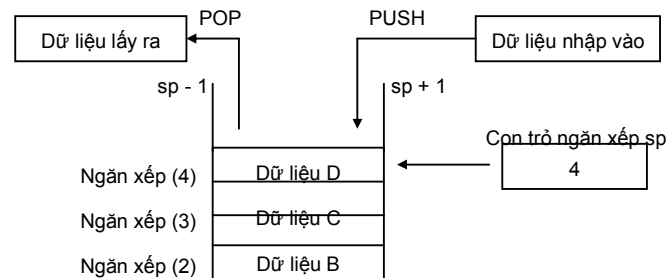 POP
PUSH
Dữ liệu lấy ra
Dữ liệu nhập vào
sp - 1
sp + 1
Con trỏ ngăn xếp sp
4
Ngăn xếp (4)
Dữ liệu D
Ngăn xếp (3)
Dữ liệu C
Ngăn xếp (2)
Dữ liệu B